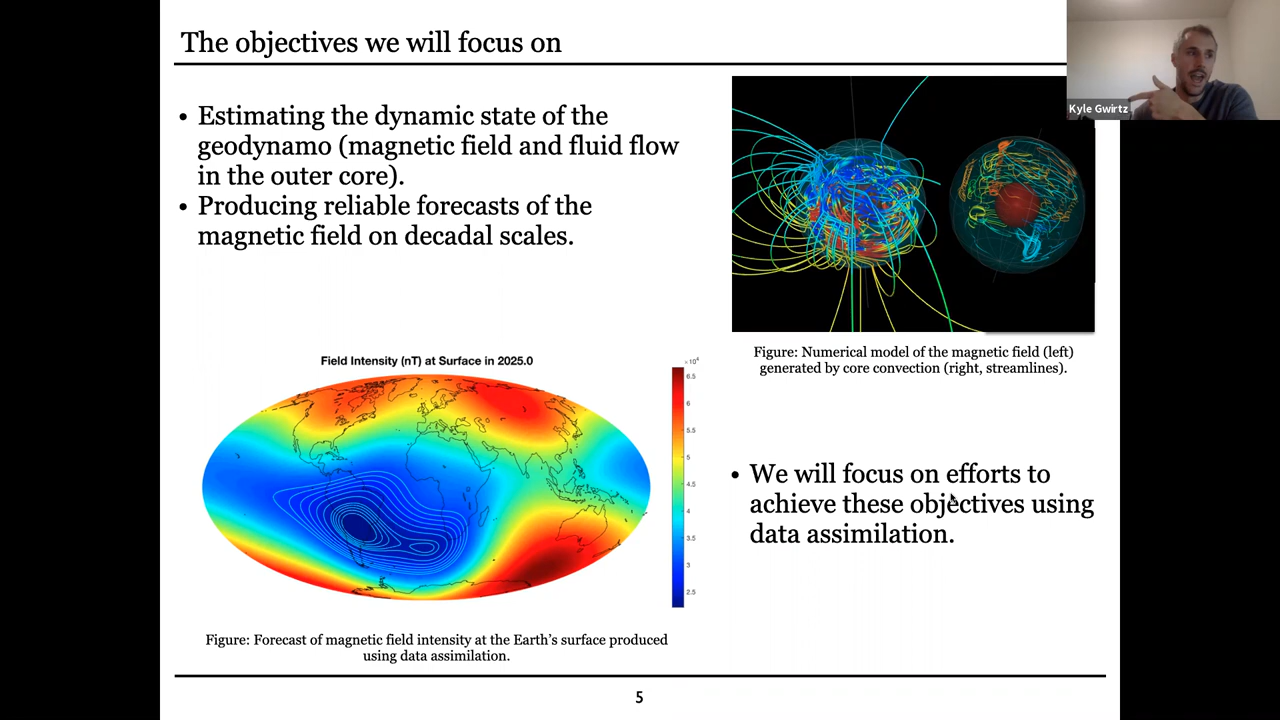 The objectives we will focus on
Kyle Gwirtz
• Estimating the dynamic state of the
geodynamo (magnetic field and fluid flow
in the outer core).
• Producing reliable forecasts of the
magnetic field on decadal scales.
Figure: Numerical model of the magnetic field (left)
generated by core convection (right, streamlines).
Field Intensity (nT) at Surface in 2025.0
×10⁴
6.5
6
5.5
5
4.5
4
3.5
3
2.5
• We will focus on efforts to
achieve these objectives using
data assimilation.
Figure: Forecast of magnetic field intensity at the Earth's surface produced
using data assimilation.
5